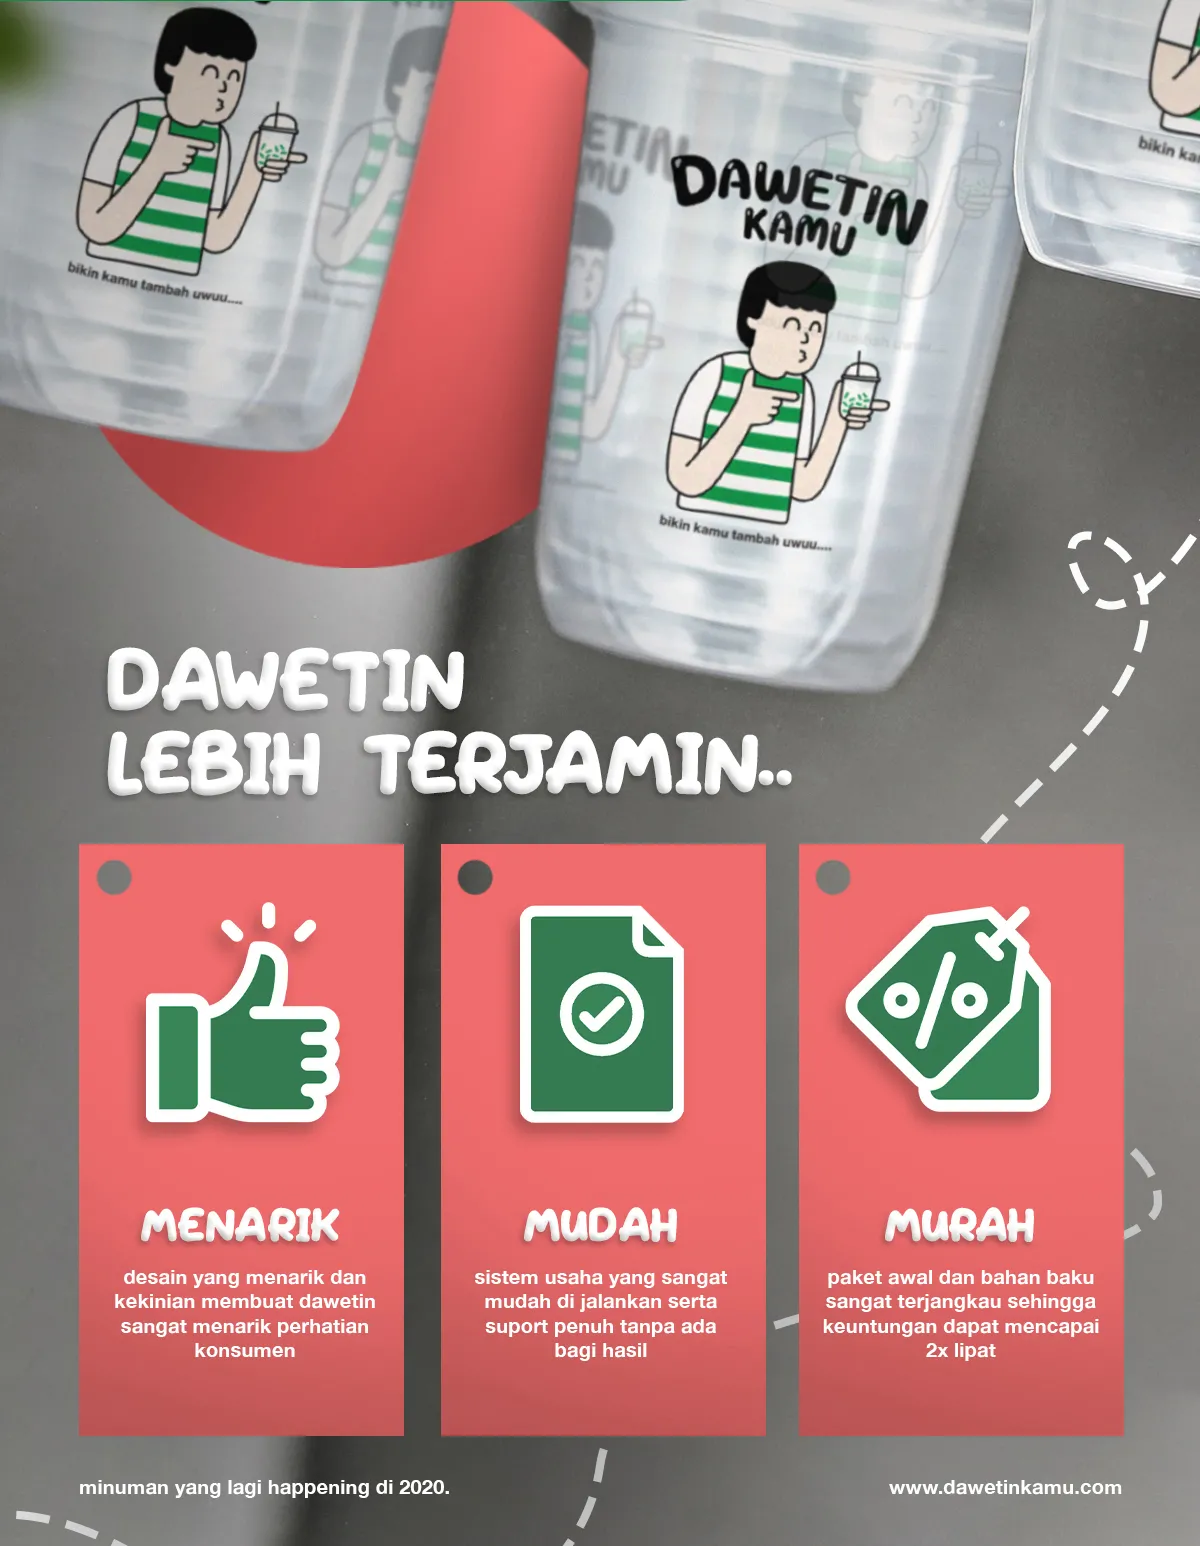 bikin kamu tambah uwuu....
ETIN
MU
DAWETIN
KAMU
bikin kamu tambah uwuu....
bikin ka
DAWETIN
LEBIH TERJAMIN..
MENARIK
desain yang menarik dan
kekinian membuat dawetin
sangat menarik perhatian
konsumen
MUDAH
sistem usaha yang sangat
mudah di jalankan serta
suport penuh tanpa ada
bagi hasil
MURAH
paket awal dan bahan baku
sangat terjangkau sehingga
keuntungan dapat mencapai
2x lipat
minuman yang lagi happening di 2020.
www.dawetinkamu.com